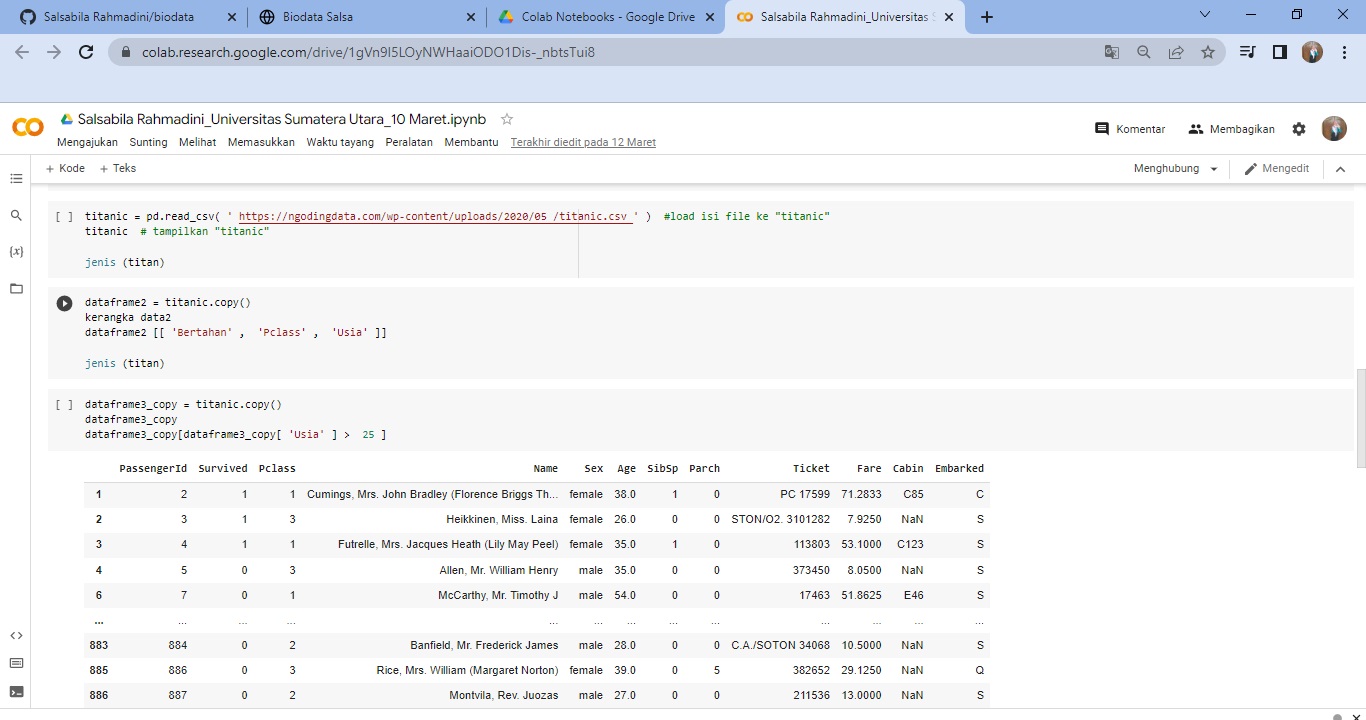 Salsabila Rahmadini/biodata
Biodata Salsa
Colab Notebooks - Google Drive
Salsabila Rahmadini_Universitas S
colab.research.google.com/drive/1gVn9I5LOyNWHaaiODO1Dis-_nbtsTui8
Salsabila Rahmadini_Universitas Sumatera Utara_10 Maret.ipynb
Komentar Membagikan
Mengajukan Sunting Melihat Memasukkan Waktu tayang Peralatan Membantu Terakhir diedit pada 12 Maret
+ Kode + Teks Menghubung Mengedit
{x}
[ ] titanic = pd.read_csv( ' https://ngodingdata.com/wp-content/uploads/2020/05 /titanic.csv ' ) #load isi file ke "titanic"
titanic # tampilkan "titanic"
jenis (titan)
dataframe2 = titanic.copy()
kerangka data2
dataframe2 [[ 'Bertahan' , 'Pclass' , 'Usia' ]]
jenis (titan)
[ ] dataframe3_copy = titanic.copy()
dataframe3_copy
dataframe3_copy[dataframe3_copy[ 'Usia' ] > 25 ]
PassengerId Survived Pclass Name Sex Age SibSp Parch Ticket Fare Cabin Embarked
1 2 1 1 Cumings, Mrs. John Bradley (Florence Briggs Th... female 38.0 1 0 PC 17599 71.2833 C85 C
2 3 1 3 Heikkinen, Miss. Laina female 26.0 0 0 STON/O2. 3101282 7.9250 NaN S
3 4 1 1 Futrelle, Mrs. Jacques Heath (Lily May Peel) female 35.0 1 0 113803 53.1000 C123 S
4 5 0 3 Allen, Mr. William Henry male 35.0 0 0 373450 8.0500 NaN S
6 7 0 1 McCarthy, Mr. Timothy J male 54.0 0 0 17463 51.8625 E46 S
... ... ... ... ... ... ... ... ... ... ... ... ...
883 884 0 2 Banfield, Mr. Frederick James male 28.0 0 0 C.A./SOTON 34068 10.5000 NaN S
885 886 0 3 Rice, Mrs. William (Margaret Norton) female 39.0 0 5 382652 29.1250 NaN Q
886 887 0 2 Montvila, Rev. Juozas male 27.0 0 0 211536 13.0000 NaN S